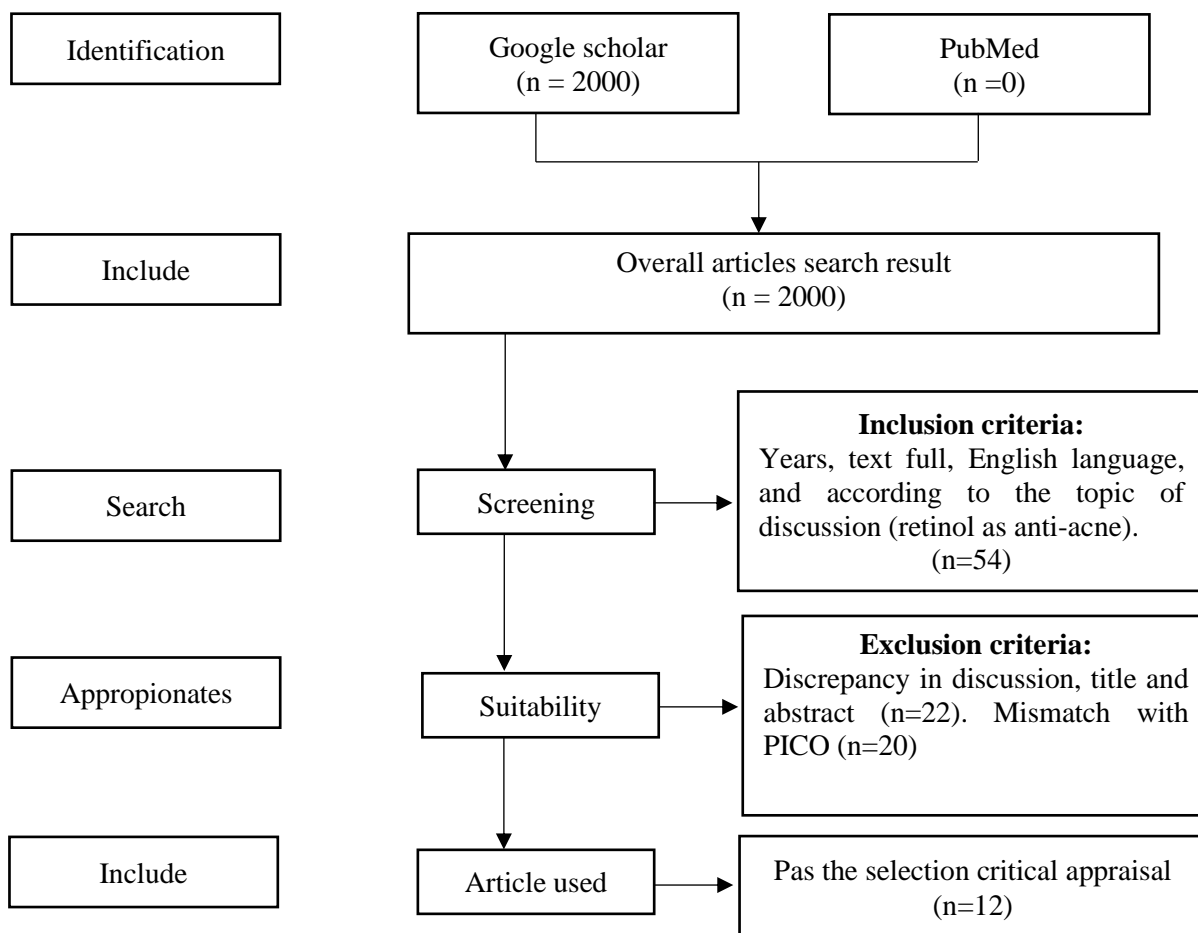 Identification
Google scholar
(n = 2000)
PubMed
(n =0)
Include
Overall articles search result
(n = 2000)
Search
Screening
Inclusion criteria:
Years, text full, English language,
and according to the topic of
discussion (retinol as anti-acne).
(n=54)
Appropionates
Suitability
Exclusion criteria:
Discrepancy in discussion, title and
abstract (n=22). Mismatch with
PICO (n=20)
Include
Article used
Pas the selection critical appraisal
(n=12)